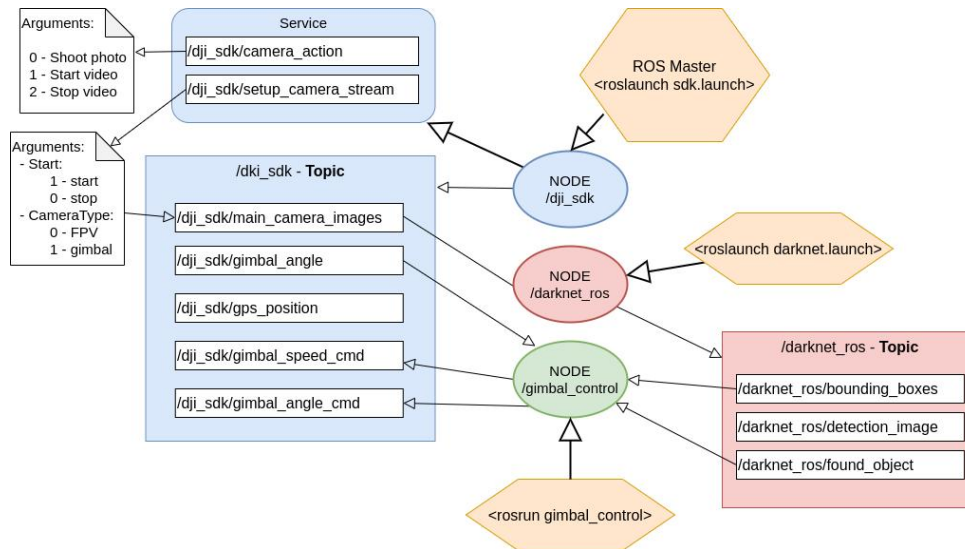 Arguments:
0 - Shoot photo
1 - Start video
2 - Stop video
Service
/dji_sdk/camera_action
/dji_sdk/setup_camera_stream
ROS Master
<roslaunch sdk.launch>
Arguments:
- Start:
1 - start
0 - stop
- CameraType:
0 - FPV
1 - gimbal
/dki_sdk - Topic
/dji_sdk/main_camera_images
/dji_sdk/gimbal_angle
/dji_sdk/gps_position
/dji_sdk/gimbal_speed_cmd
/dji_sdk/gimbal_angle_cmd
NODE
/dji_sdk
NODE
/darknet_ros
NODE
/gimbal_control
<roslaunch darknet.launch>
/darknet_ros - Topic
/darknet_ros/bounding_boxes
/darknet_ros/detection_image
/darknet_ros/found_object
<rosrun gimbal_control>